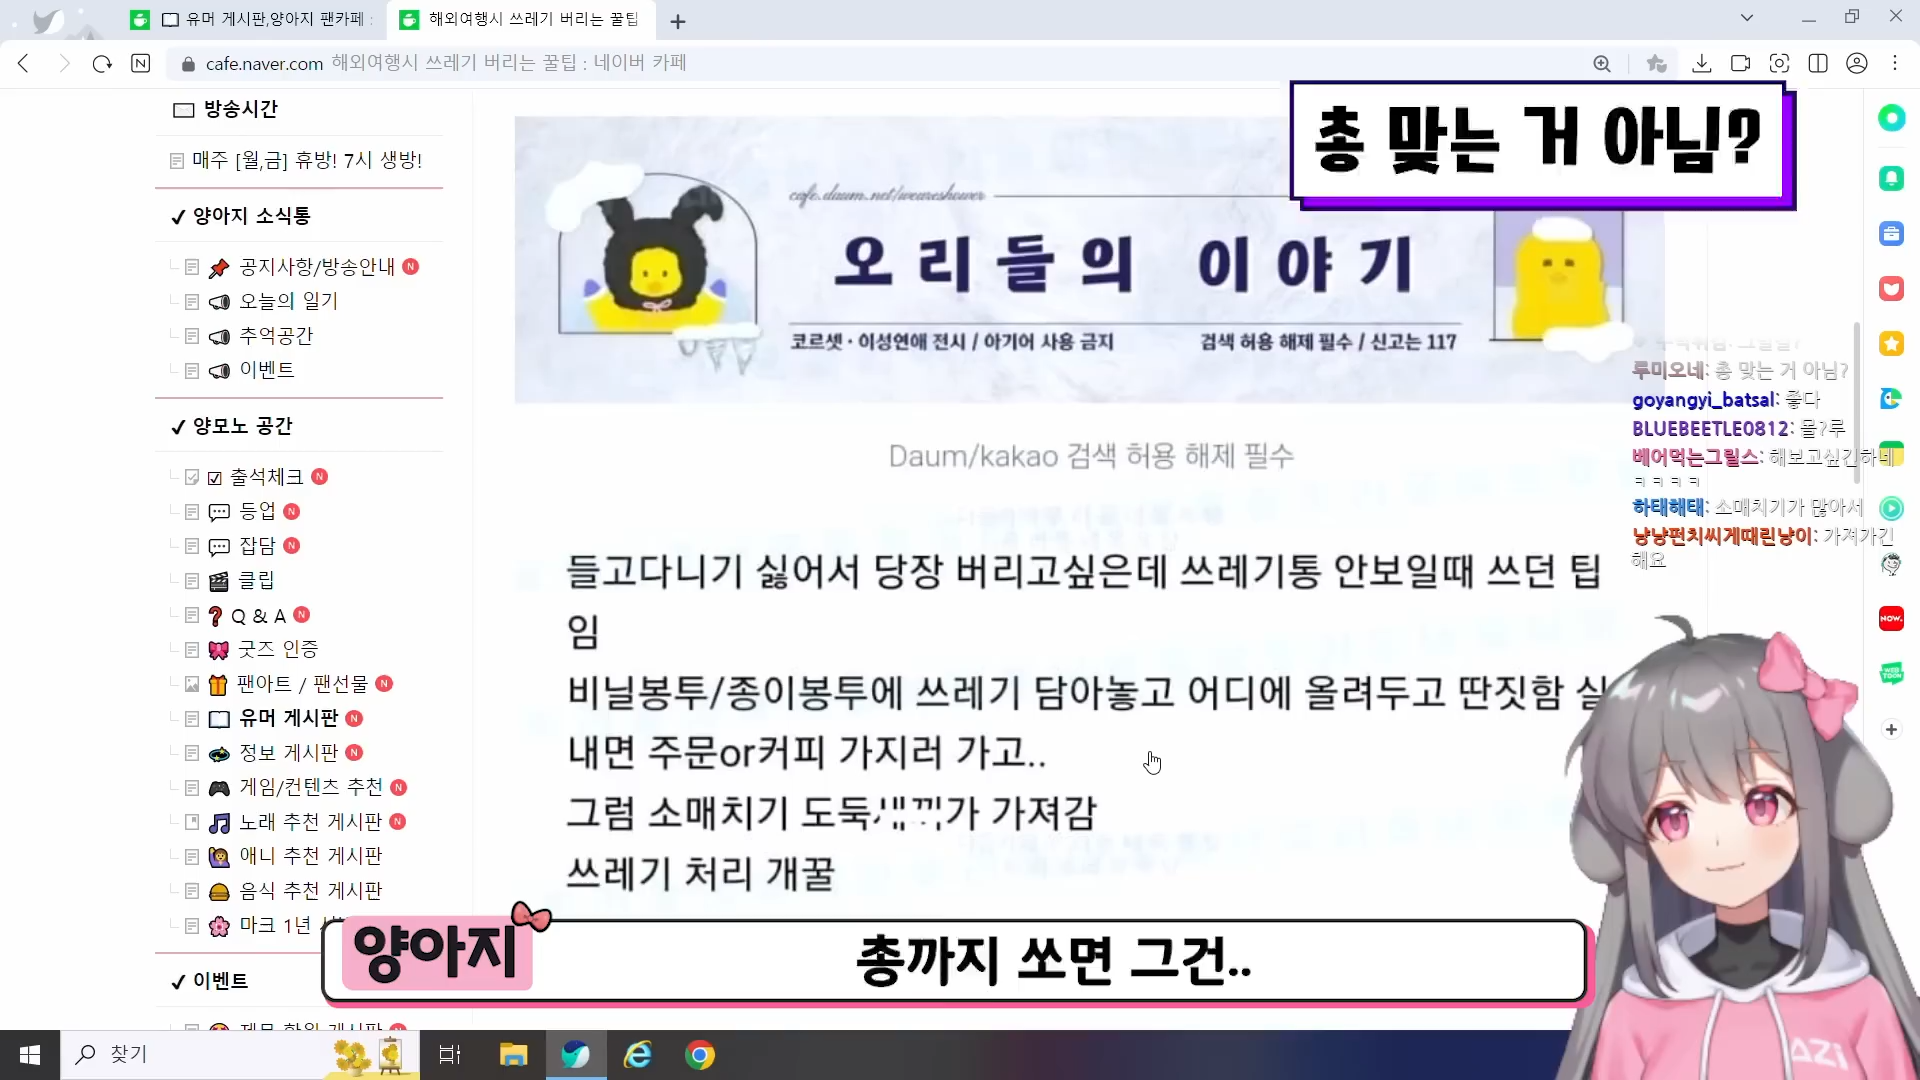 유머 게시판,양아지 팬카페 :
해외여행시 쓰레기 버리는 꿀팁
cafe.naver.com 해외여행시 쓰레기 버리는 꿀팁 : 네이버 카페
방송시간
매주 [월,금] 휴방! 7시 생방!
양아지 소식통
공지사항/방송안내 N
오늘의 일기
추억공간
이벤트
양모노 공간
출석체크 N
등업 N
잡담 N
클립
Q & A N
굿즈 인증
팬아트 / 팬선물 N
유머 게시판 N
정보 게시판 N
게임/컨텐츠 추천 N
노래 추천 게시판 N
애니 추천 게시판
음식 추천 게시판
마크 1년
이벤트
총 맞는 거 아님?
cafe.daum.net/weareshower
오리들의 이야기
코르셋 · 이성연애 전시 / 아기어 사용 금지
검색 허용 해제 필수 / 신고는 117
Daum/kakao 검색 허용 해제 필수
들고다니기 싫어서 당장 버리고싶은데 쓰레기통 안보일때 쓰던 팁
임
비닐봉투/종이봉투에 쓰레기 담아놓고 어디에 올려두고 딴짓함 실
내면 주문or커피 가지러 가고..
그럼 소매치기 도둑새끼가 가져감
쓰레기 처리 개꿀
루미오네: 총 맞는 거 아님?
goyangyi_batsal: 좋다
BLUEBEETLE0812: 몰?루
베어먹는그릴스: 해보고싶긴하네
ㅋㅋㅋㅋ
하태해태: 소매치기가 많아서
냥냥펀치씨게때린냥이: 가져가긴
해요
NOW.
양아지
총까지 쏘면 그건..
AZi
찾기